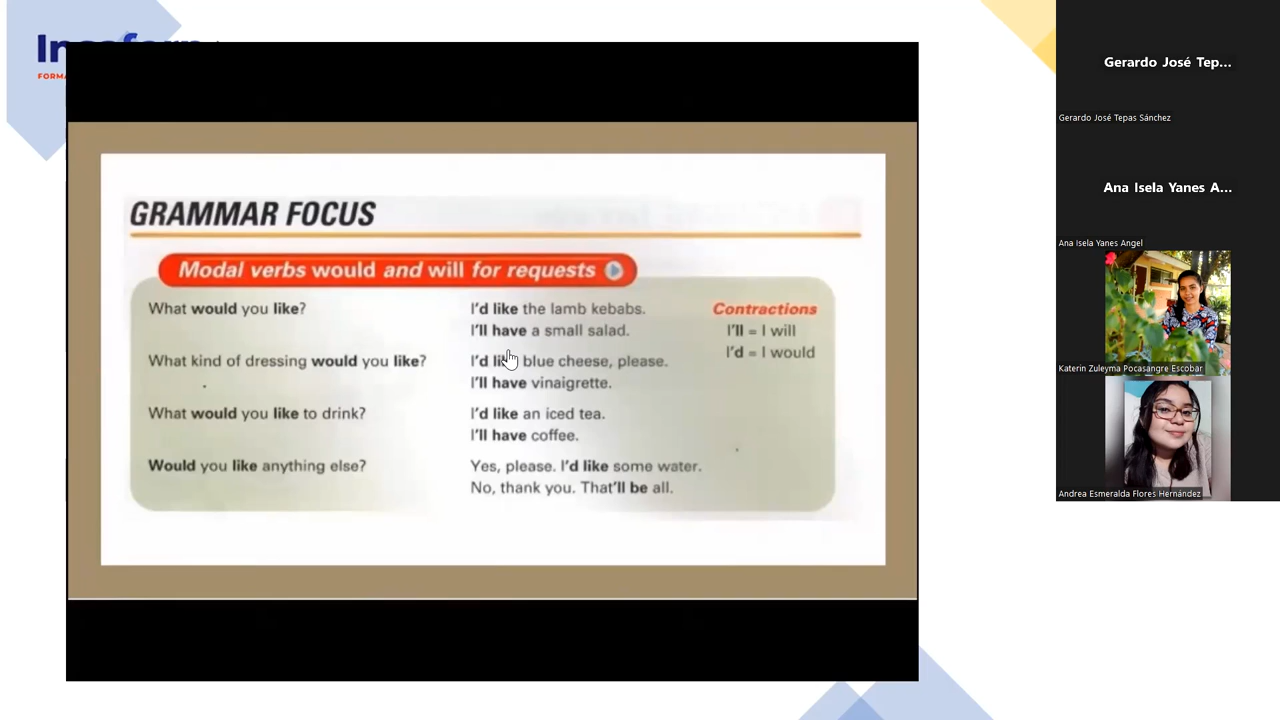 GRAMMAR FOCUS
Modal verbs would and will for requests
What would you like?
I'd like the lamb kebabs.
I'll have a small salad.
What kind of dressing would you like?
I'd like blue cheese, please.
I'll have vinaigrette.
What would you like to drink?
I'd like an iced tea.
I'll have coffee.
Would you like anything else?
Yes, please. I'd like some water.
No, thank you. That'll be all.
Contractions
I'll = I will
I'd = I would
Gerardo José Tep...
Gerardo José Tepas Sánchez
Ana Isela Yanes A...
Ana Isela Yanes Angel
Katerin Zuleyma Pocasangre Escobar
Andrea Esmeralda Flores Hernández